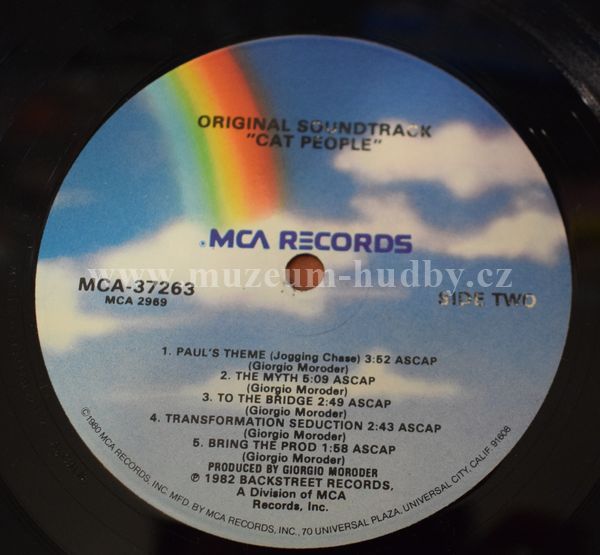 ORIGINAL SOUNDTRACK
"CAT PEOPLE"
MCA RECORDS
www.muzeum-hudby.cz
MCA-37263
MCA 2969
SIDE TWO
1. PAUL'S THEME (Jogging Chase) 3:52 ASCAP
(Giorgio Moroder)
2. THE MYTH 5:09 ASCAP
(Giorgio Moroder)
3. TO THE BRIDGE 2:49 ASCAP
(Giorgio Moroder)
4. TRANSFORMATION SEDUCTION 2:43 ASCAP
(Giorgio Moroder)
5. BRING THE PROD 1:58 ASCAP
(Giorgio Moroder)
PRODUCED BY GIORGIO MORODER
℗ 1982 BACKSTREET RECORDS,
A Division of MCA
Records, Inc.
©1980 MCA RECORDS, INC. MFD. BY MCA RECORDS, INC., 70 UNIVERSAL PLAZA, UNIVERSAL CITY, CALIF. 91608